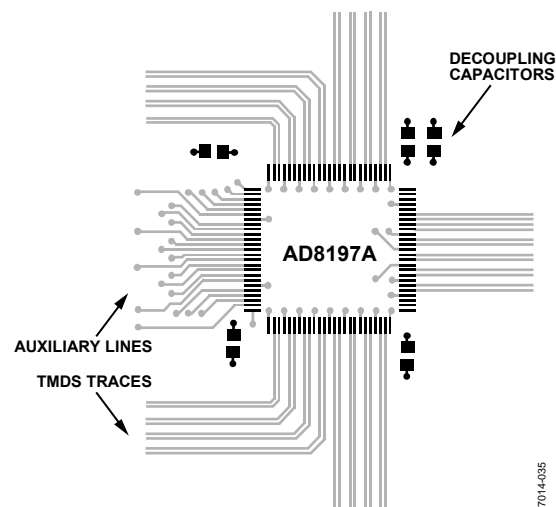 DECOUPLING
CAPACITORS
AD8197A
AUXILIARY LINES
TMDS TRACES
7014-035